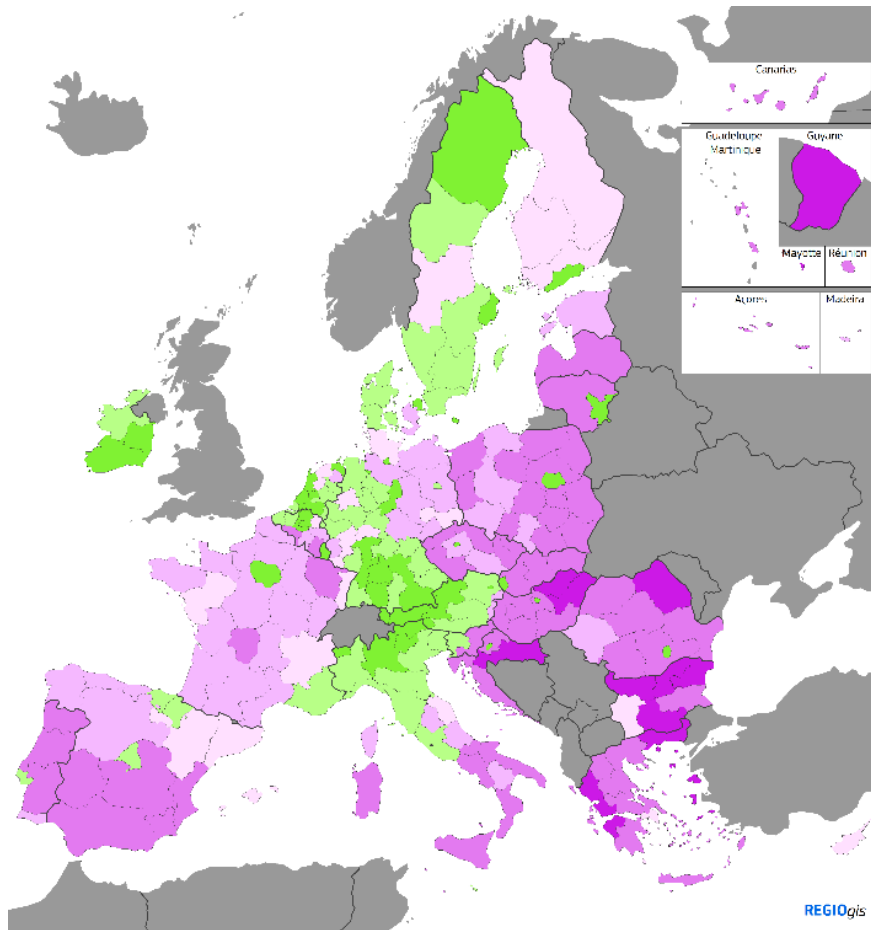 Canarias
Guadeloupe
Martinique
Guyane
Mayotte
Réunion
Açores
Madeira
REGIOgis